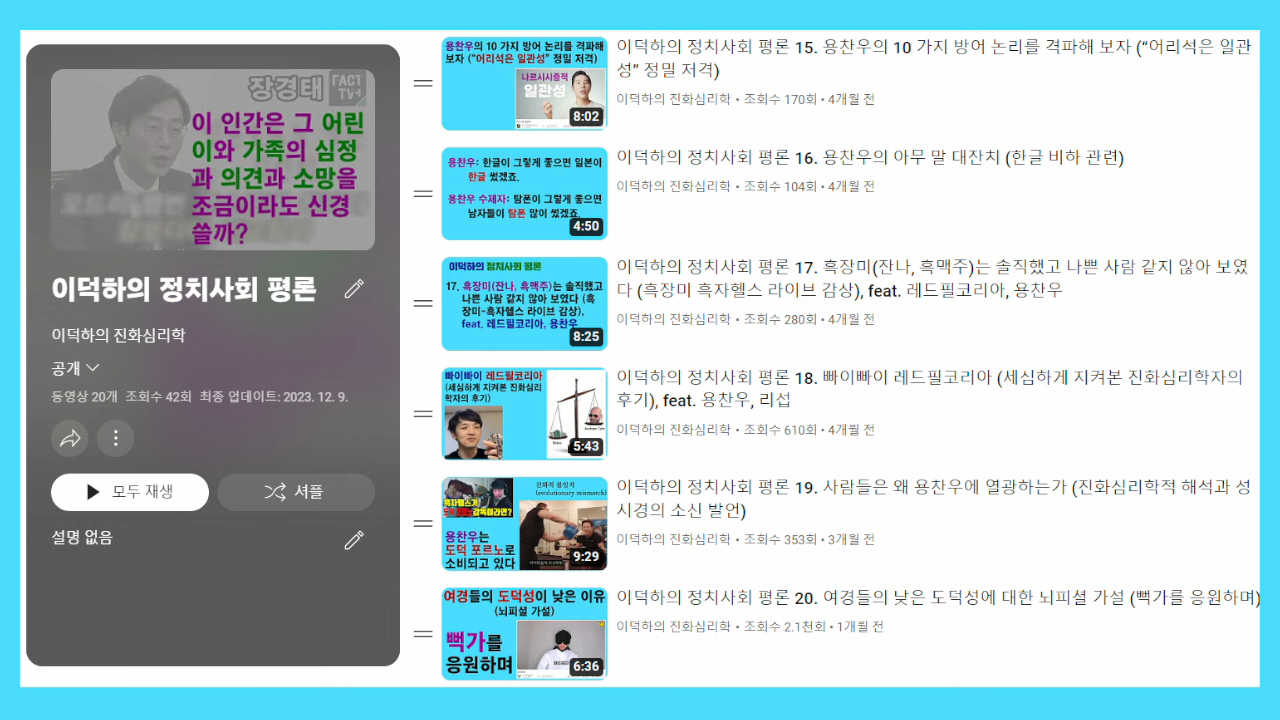 장경태
FACT
TV+
이 인간은 그 어린
이와 가족의 심정
과 의견과 소망을
조금이라도 신경
쓸까?
이덕하의 정치사회 평론
이덕하의 진화심리학
공개
동영상 20개 조회수 42회 최종 업데이트: 2023. 12. 9.
모두 재생
셔플
설명 없음
용찬우의 10 가지 방어 논리를 격파해
보자 (“어리석은 일관성” 정밀 저격)
나르시시즘적
일관성
8:02
이덕하의 정치사회 평론 15. 용찬우의 10 가지 방어 논리를 격파해 보자 (“어리석은 일관
성” 정밀 저격)
이덕하의 진화심리학 • 조회수 170회 • 4개월 전
용찬우: 한글이 그렇게 좋으면 일본이
한글 썼겠죠.
용찬우 수제자: 탐폰이 그렇게 좋으면
남자들이 탐폰 많이 썼겠죠.
4:50
이덕하의 정치사회 평론 16. 용찬우의 아무 말 대잔치 (한글 비하 관련)
이덕하의 진화심리학 • 조회수 104회 • 4개월 전
이덕하의 정치사회 평론
17. 흑장미(잔나, 흑맥주)는 솔직했고
나쁜 사람 같지 않아 보였다 (흑
장미-흑자헬스 라이브 감상),
feat. 레드필코리아, 용찬우
8:25
이덕하의 정치사회 평론 17. 흑장미(잔나, 흑맥주)는 솔직했고 나쁜 사람 같지 않아 보였
다 (흑장미 흑자헬스 라이브 감상), feat. 레드필코리아, 용찬우
이덕하의 진화심리학 • 조회수 280회 • 4개월 전
빠이빠이 레드필코리아
(세심하게 지켜본 진화심리
학자의 후기)
5:43
이덕하의 정치사회 평론 18. 빠이빠이 레드필코리아 (세심하게 지켜본 진화심리학자의
후기), feat. 용찬우, 리섭
이덕하의 진화심리학 • 조회수 610회 • 4개월 전
흑자헬스가
감독이라면?
진화적 불일치
(evolutionary mismatch)
용찬우는
도덕 포르노로
소비되고 있다
9:29
이덕하의 정치사회 평론 19. 사람들은 왜 용찬우에 열광하는가 (진화심리학적 해석과 성
시경의 소신 발언)
이덕하의 진화심리학 • 조회수 353회 • 3개월 전
여경들의 도덕성이 낮은 이유
(뇌피셜 가설)
뻑가를
응원하며
6:36
이덕하의 정치사회 평론 20. 여경들의 낮은 도덕성에 대한 뇌피셜 가설 (뻑가를 응원하며)
이덕하의 진화심리학 • 조회수 2.1천회 • 1개월 전